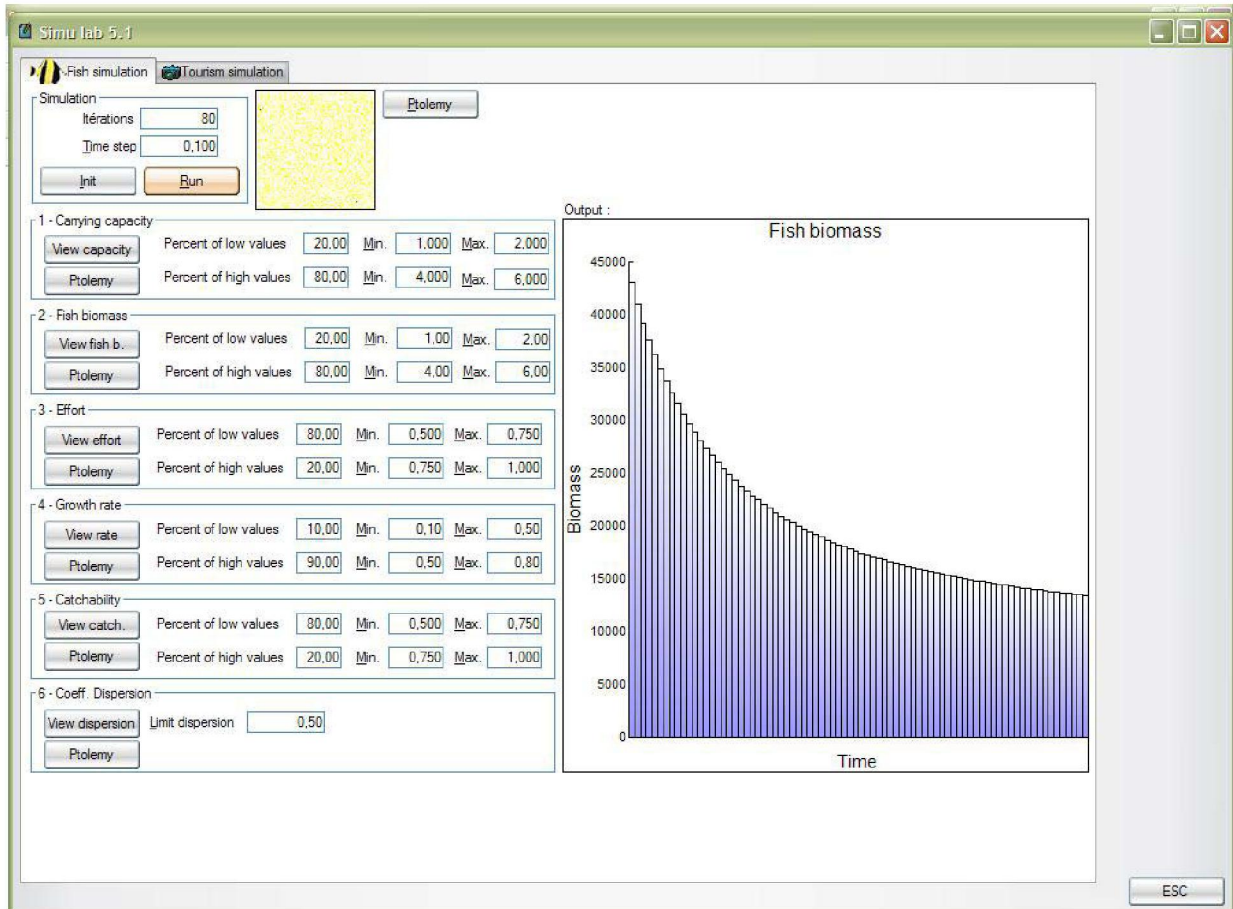 Simu lab 5.1
Fish simulation Tourism simulation
Simulation
Itérations 80
Time step 0,100
Init Run
Ptolemy
1 - Carrying capacity
View capacity Percent of low values 20,00 Min. 1,000 Max. 2,000
Ptolemy Percent of high values 80,00 Min. 4,000 Max. 6,000
2 - Fish biomass
View fish b. Percent of low values 20,00 Min. 1,00 Max. 2,00
Ptolemy Percent of high values 80,00 Min. 4,00 Max. 6,00
3 - Effort
View effort Percent of low values 80,00 Min. 0,500 Max. 0,750
Ptolemy Percent of high values 20,00 Min. 0,750 Max. 1,000
4 - Growth rate
View rate Percent of low values 10,00 Min. 0,10 Max. 0,50
Ptolemy Percent of high values 90,00 Min. 0,50 Max. 0,80
5 - Catchability
View catch. Percent of low values 80,00 Min. 0,500 Max. 0,750
Ptolemy Percent of high values 20,00 Min. 0,750 Max. 1,000
6 - Coeff. Dispersion
View dispersion Limit dispersion 0,50
Ptolemy
Output :
Fish biomass
45000
40000
35000
30000
25000
20000
15000
10000
5000
0
Biomass
Time
ESC